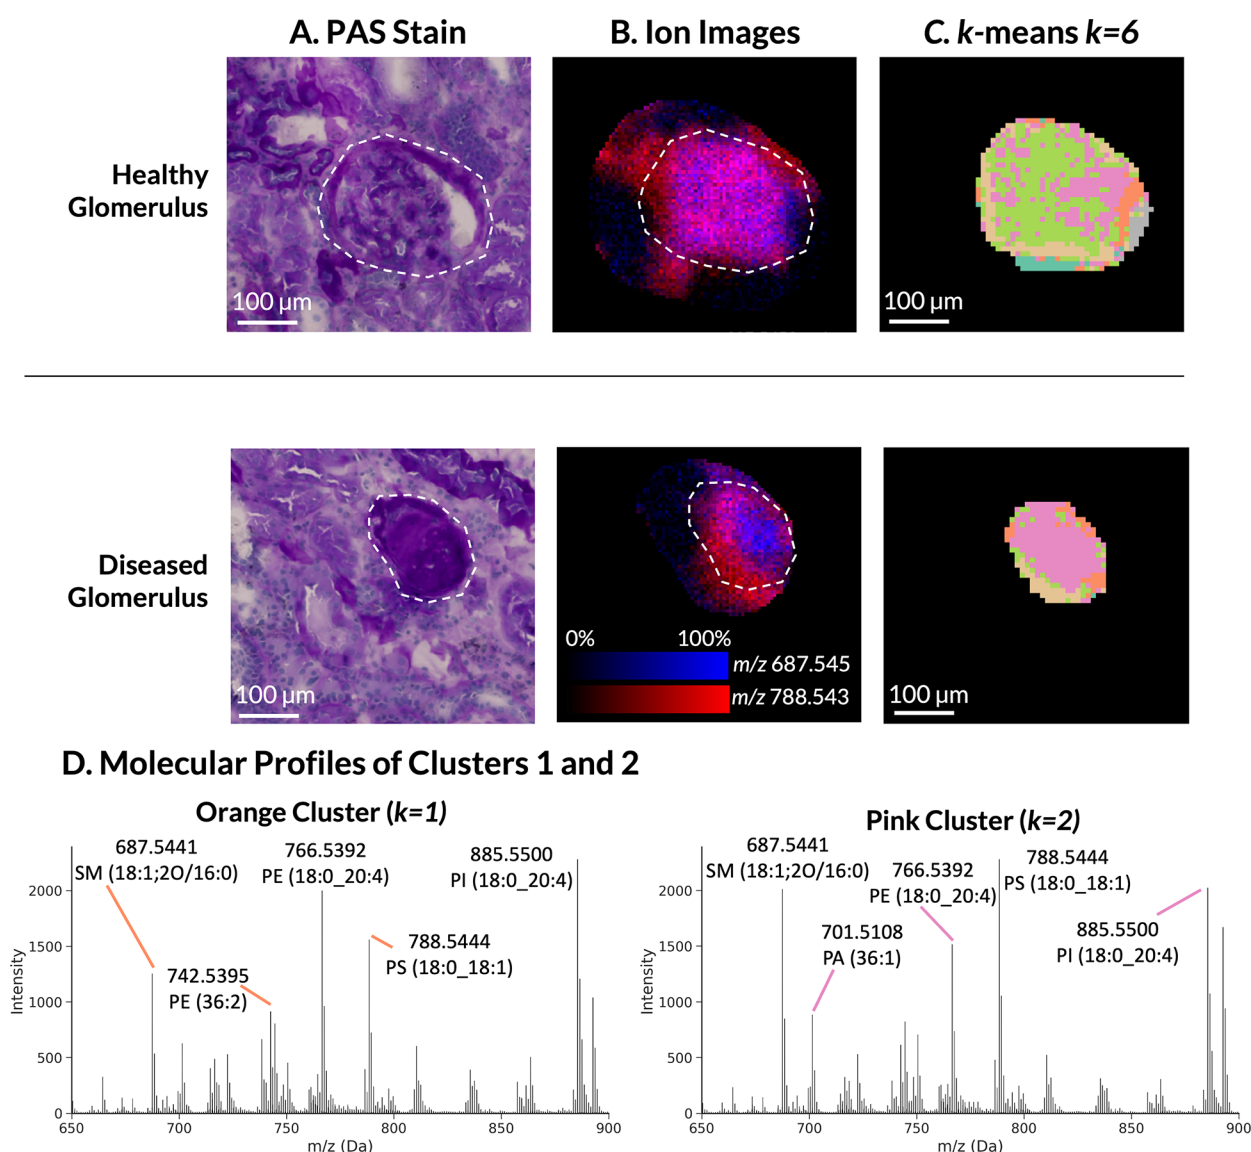 A. PAS Stain
B. Ion Images
C. k-means k=6
Healthy
Glomerulus
100 µm
100 µm
Diseased
Glomerulus
100 µm
0%
100%
m/z 687.545
m/z 788.543
100 µm
D. Molecular Profiles of Clusters 1 and 2
Orange Cluster (k=1)
687.5441
SM (18:1;2O/16:0)
766.5392
PE (18:0_20:4)
885.5500
PI (18:0_20:4)
788.5444
PS (18:0_18:1)
742.5395
PE (36:2)
Intensity
2000
1500
1000
500
0
650
700
750
800
850
900
m/z (Da)
Pink Cluster (k=2)
687.5441
SM (18:1;2O/16:0)
766.5392
PE (18:0_20:4)
788.5444
PS (18:0_18:1)
701.5108
PA (36:1)
885.5500
PI (18:0_20:4)
Intensity
2000
1500
1000
500
0
650
700
750
800
850
900
m/z (Da)